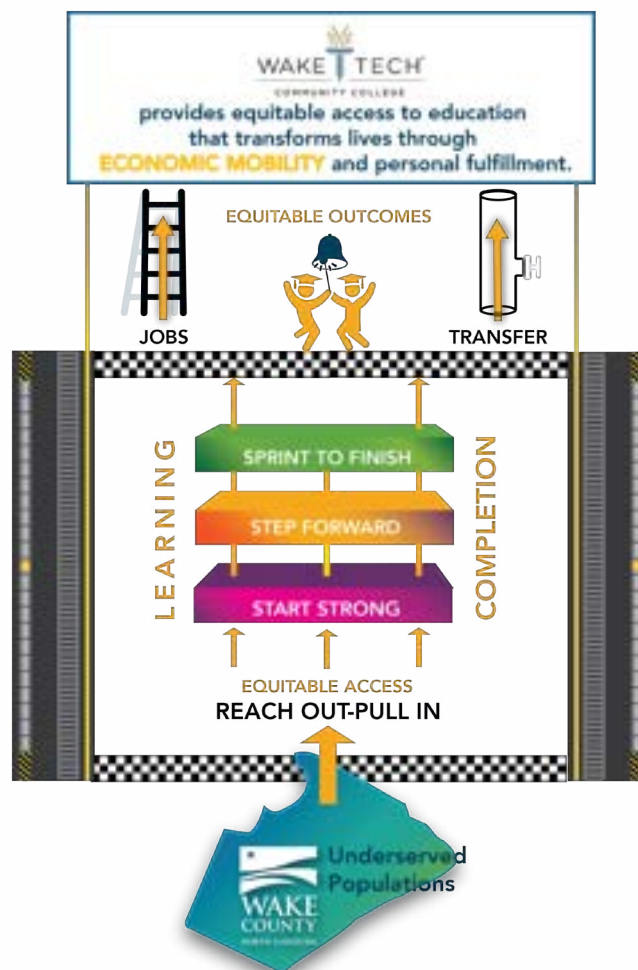 WAKE TECH
COMMUNITY COLLEGE
provides equitable access to education
that transforms lives through
ECONOMIC MOBILITY and personal fulfillment.
EQUITABLE OUTCOMES
JOBS
TRANSFER
LEARNING
COMPLETION
SPRINT TO FINISH
STEP FORWARD
START STRONG
EQUITABLE ACCESS
REACH OUT-PULL IN
Underserved
Populations
WAKE
COUNTY
NORTH CAROLINA